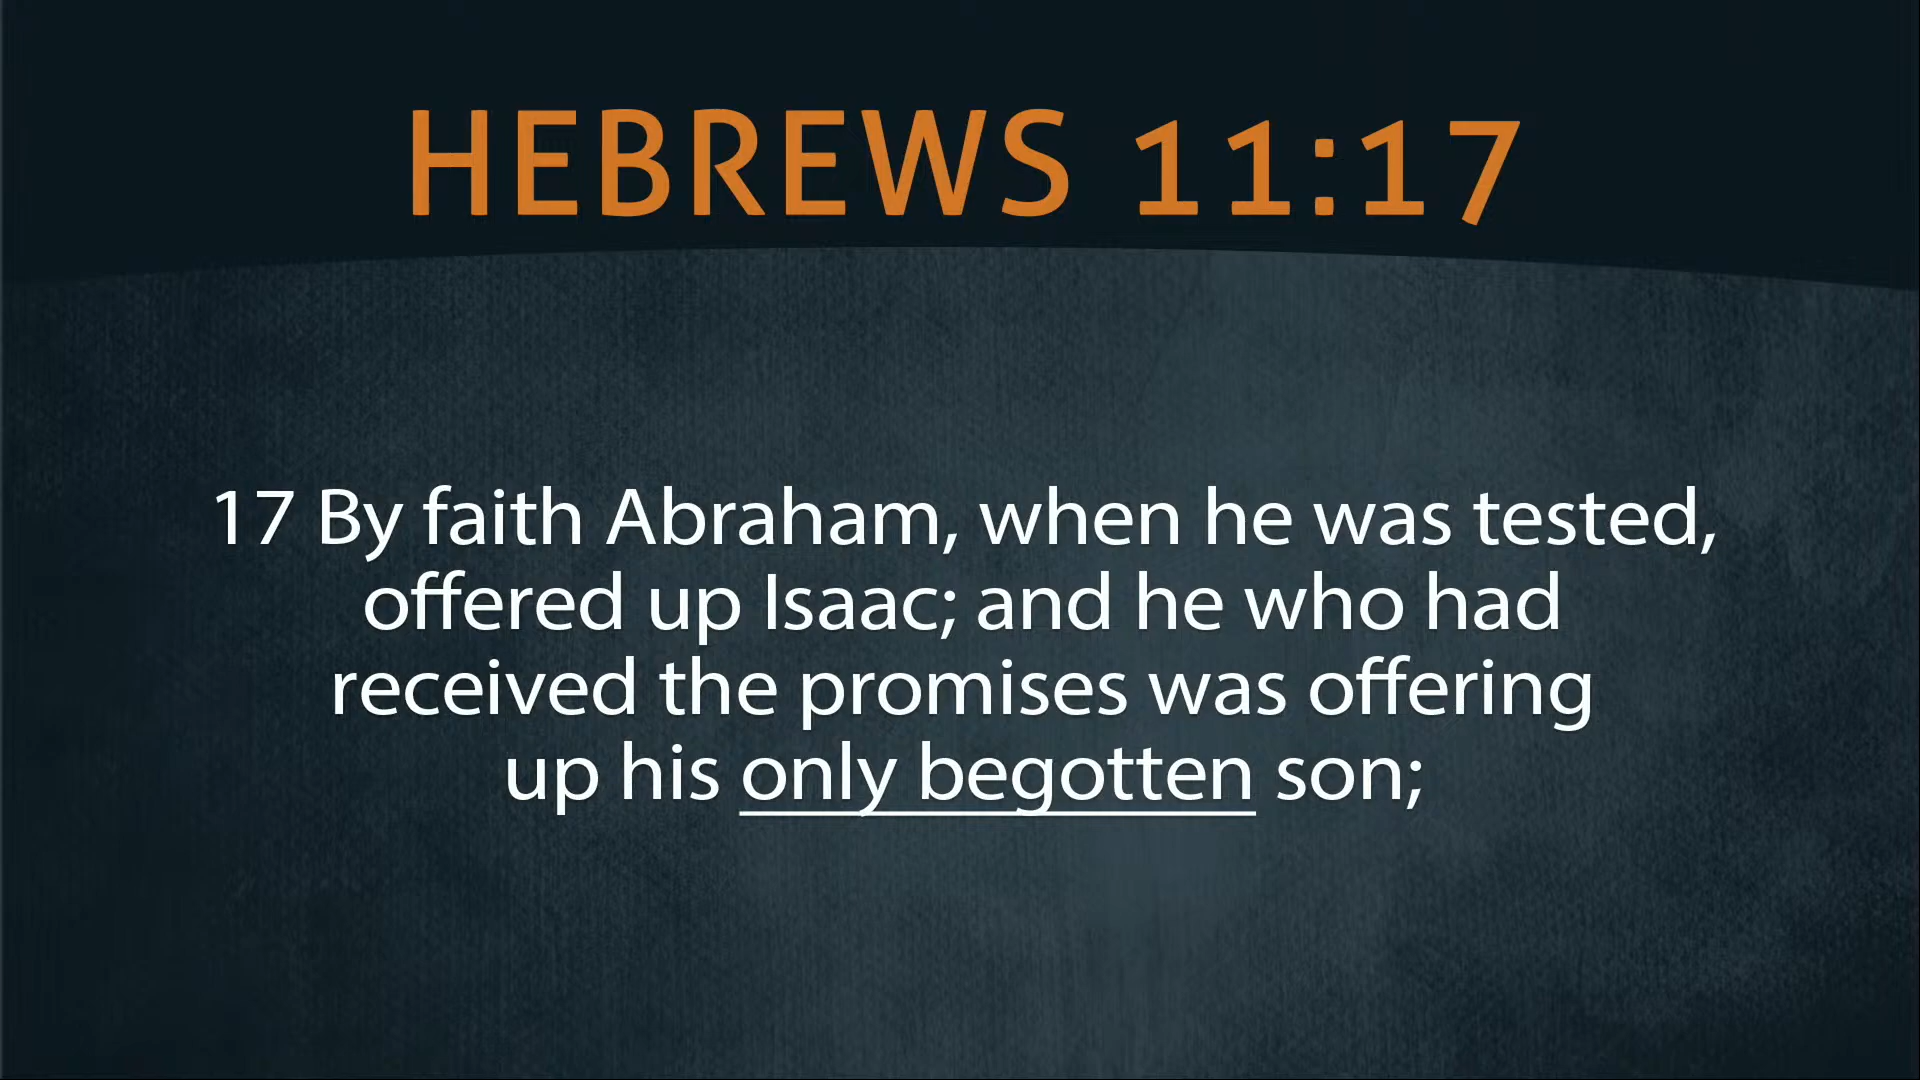 HEBREWS 11:17
17 By faith Abraham, when he was tested,
offered up Isaac; and he who had
received the promises was offering
up his only begotten son;